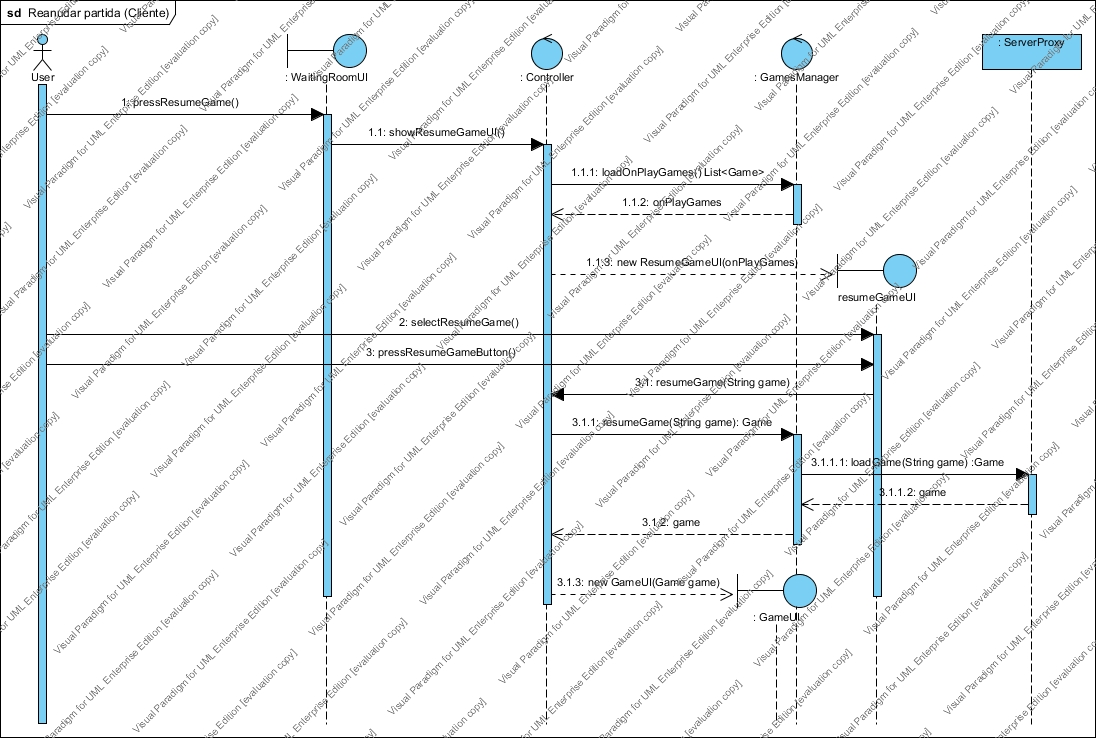 sd Reanudar partida (Cliente)
User
: WaitingRoomUI
: Controller
: GamesManager
: ServerProxy
1: pressResumeGame()
1.1: showResumeGameUI()
1.1.1: loadOnPlayGames() List<Game>
1.1.2: onPlayGames
1.1.3: new ResumeGameUI(onPlayGames)
resumeGameUI
2: selectResumeGame()
3: pressResumeGameButton()
3.1: resumeGame(String game)
3.1.1: resumeGame(String game): Game
3.1.1.1: loadGame(String game) :Game
3.1.1.2: game
3.1.2: game
3.1.3: new GameUI(Game game)
: GameUI
Visual Paradigm for UML Enterprise Edition [evaluation copy]